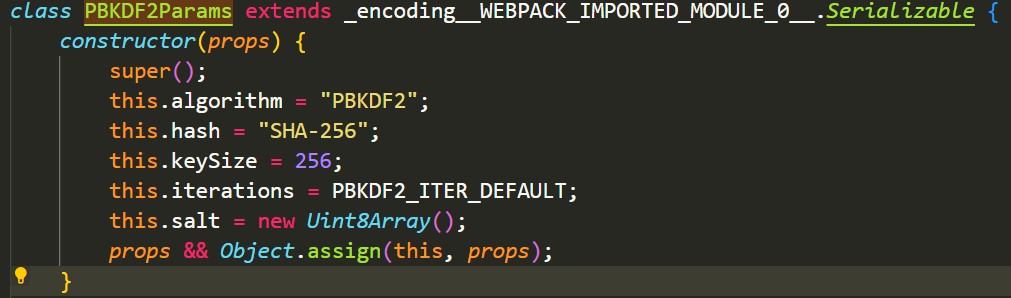 class PBKDF2Params extends _encoding__WEBPACK_IMPORTED_MODULE_0__.Serializable {
    constructor(props) {
        super();
        this.algorithm = "PBKDF2";
        this.hash = "SHA-256";
        this.keySize = 256;
        this.iterations = PBKDF2_ITER_DEFAULT;
        this.salt = new Uint8Array();
        props && Object.assign(this, props);
    }